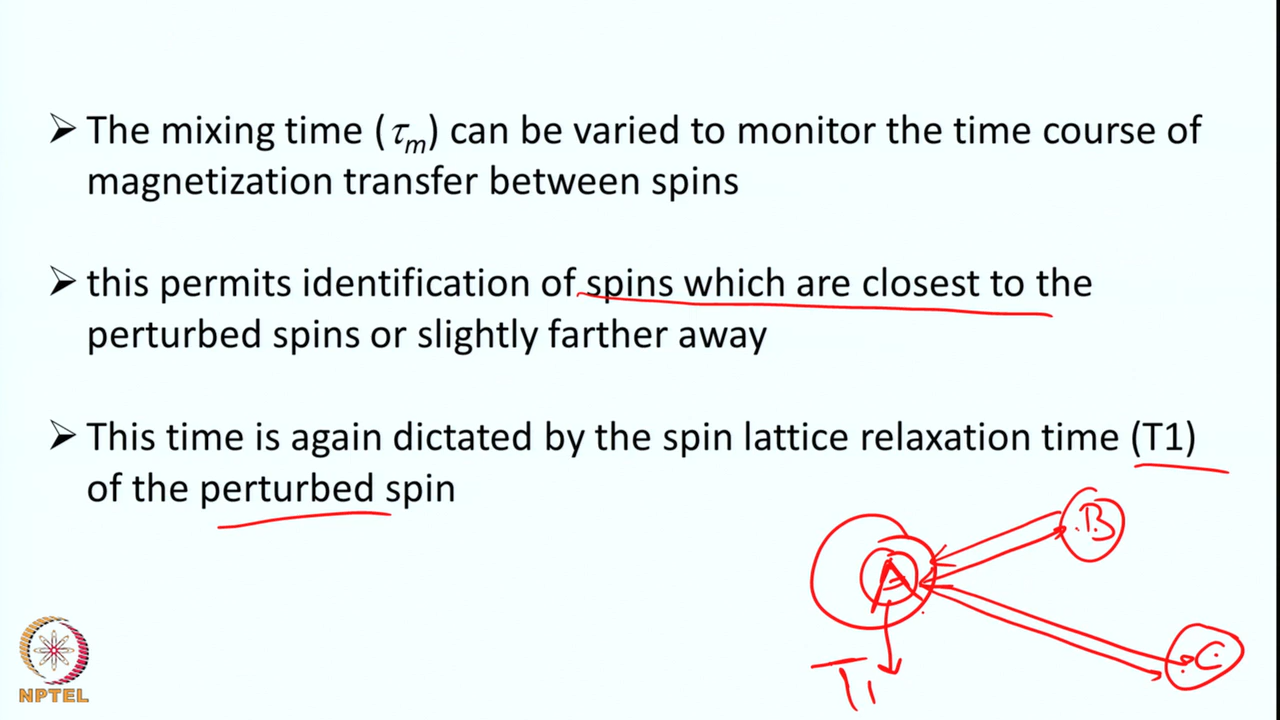 ➢ The mixing time (τm) can be varied to monitor the time course of
magnetization transfer between spins
➢ this permits identification of spins which are closest to the
perturbed spins or slightly farther away
➢ This time is again dictated by the spin lattice relaxation time (T1)
of the perturbed spin
B
A
C
T1
NPTEL